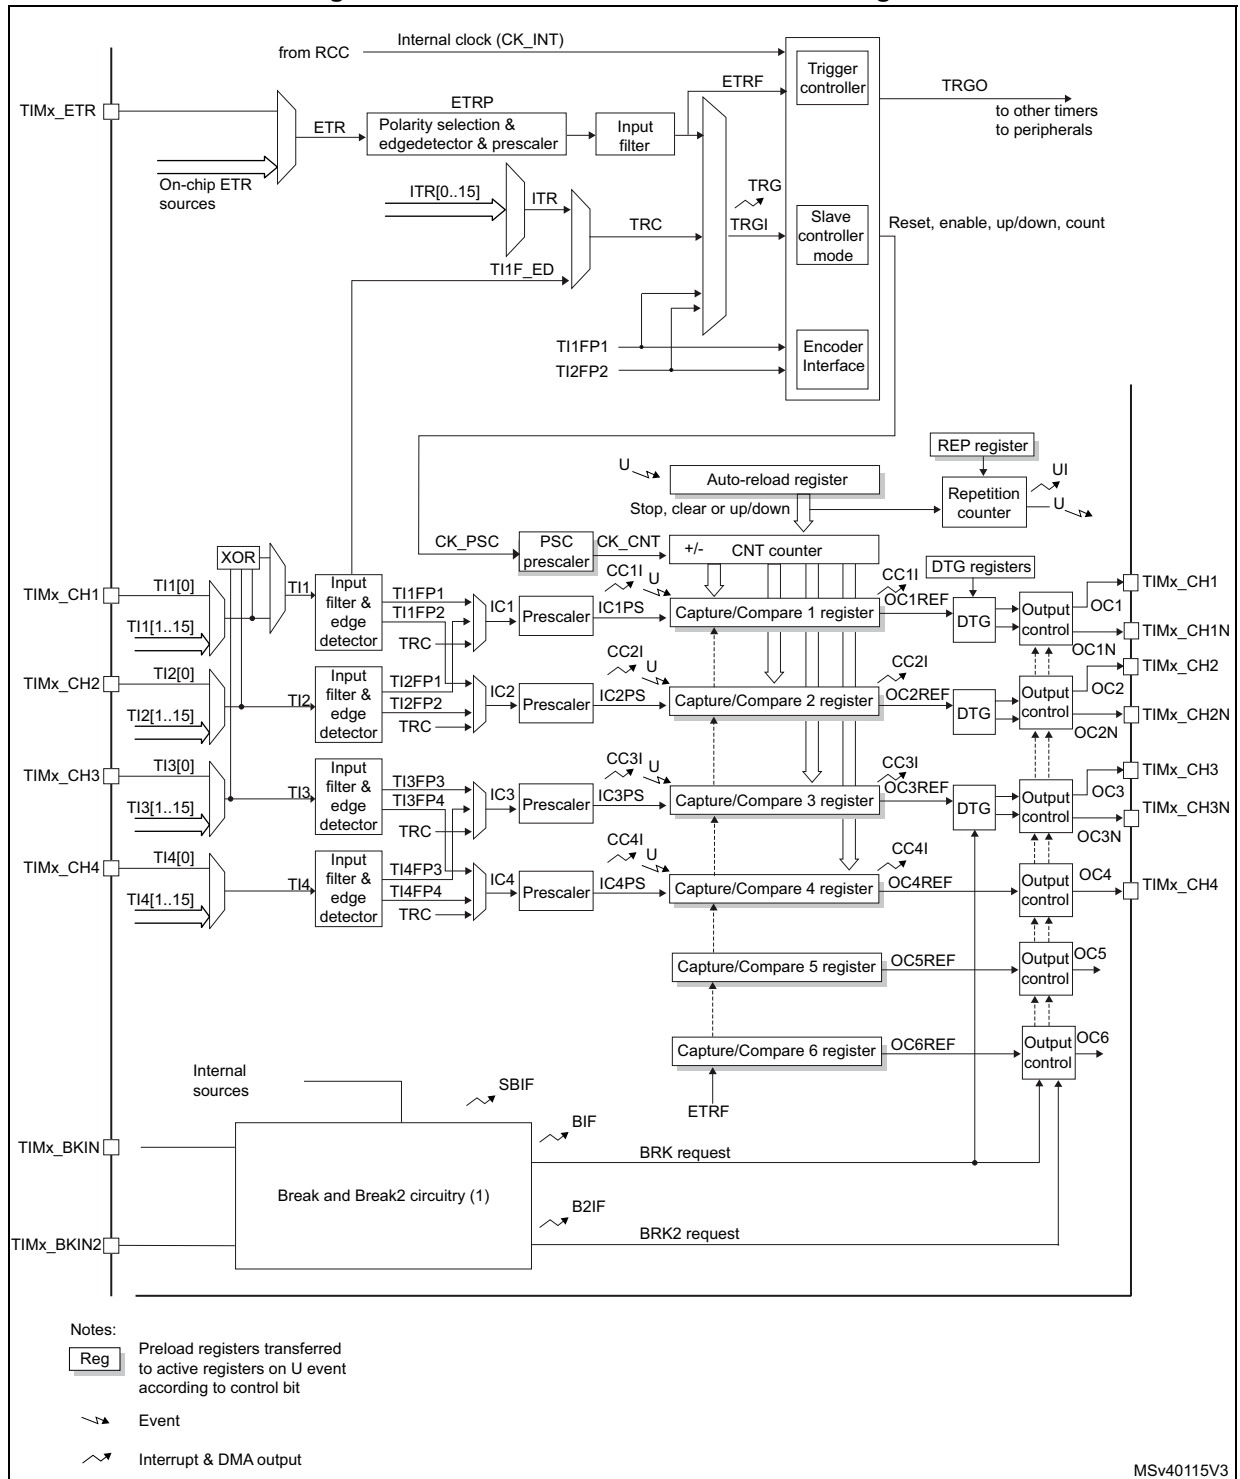 Internal clock (CK_INT)
from RCC
Trigger
controller
ETRF
TRGO
to other timers
to peripherals
TIMx_ETR
ETRP
ETR
Polarity selection &
edgedetector & prescaler
Input
filter
On-chip ETR
sources
ITR[0..15]
ITR
TRG
TRC
TRGI
Slave
controller
mode
Reset, enable, up/down, count
TI1F_ED
TI1FP1
TI2FP2
Encoder
Interface
REP register
U
Auto-reload register
UI
Repetition
counter
U
Stop, clear or up/down
CK_PSC
PSC
prescaler
CK_CNT
+/-
CNT counter
DTG registers
XOR
TIMx_CH1
TI1[0]
TI1[1..15]
TI1
Input
filter &
edge
detector
TI1FP1
TI1FP2
TRC
IC1
Prescaler
IC1PS
CC1I
U
Capture/Compare 1 register
CC1I
OC1REF
DTG
Output
control
OC1
TIMx_CH1
TIMx_CH1N
OC1N
TIMx_CH2
TI2[0]
TI2[1..15]
TI2
Input
filter &
edge
detector
TI2FP1
TI2FP2
TRC
IC2
Prescaler
IC2PS
CC2I
U
Capture/Compare 2 register
CC2I
OC2REF
DTG
Output
control
OC2
TIMx_CH2
TIMx_CH2N
OC2N
TIMx_CH3
TI3[0]
TI3[1..15]
TI3
Input
filter &
edge
detector
TI3FP3
TI3FP4
TRC
IC3
Prescaler
IC3PS
CC3I
U
Capture/Compare 3 register
CC3I
OC3REF
DTG
Output
control
OC3
TIMx_CH3
TIMx_CH3N
OC3N
TIMx_CH4
TI4[0]
TI4[1..15]
TI4
Input
filter &
edge
detector
TI4FP3
TI4FP4
TRC
IC4
Prescaler
IC4PS
CC4I
U
Capture/Compare 4 register
CC4I
OC4REF
Output
control
OC4
TIMx_CH4
Capture/Compare 5 register
OC5REF
Output
control
OC5
Capture/Compare 6 register
OC6REF
Output
control
OC6
ETRF
Internal
sources
SBIF
TIMx_BKIN
BIF
BRK request
Break and Break2 circuitry (1)
B2IF
TIMx_BKIN2
BRK2 request
Notes:
Reg
Preload registers transferred
to active registers on U event
according to control bit
Event
Interrupt & DMA output
MSv40115V3